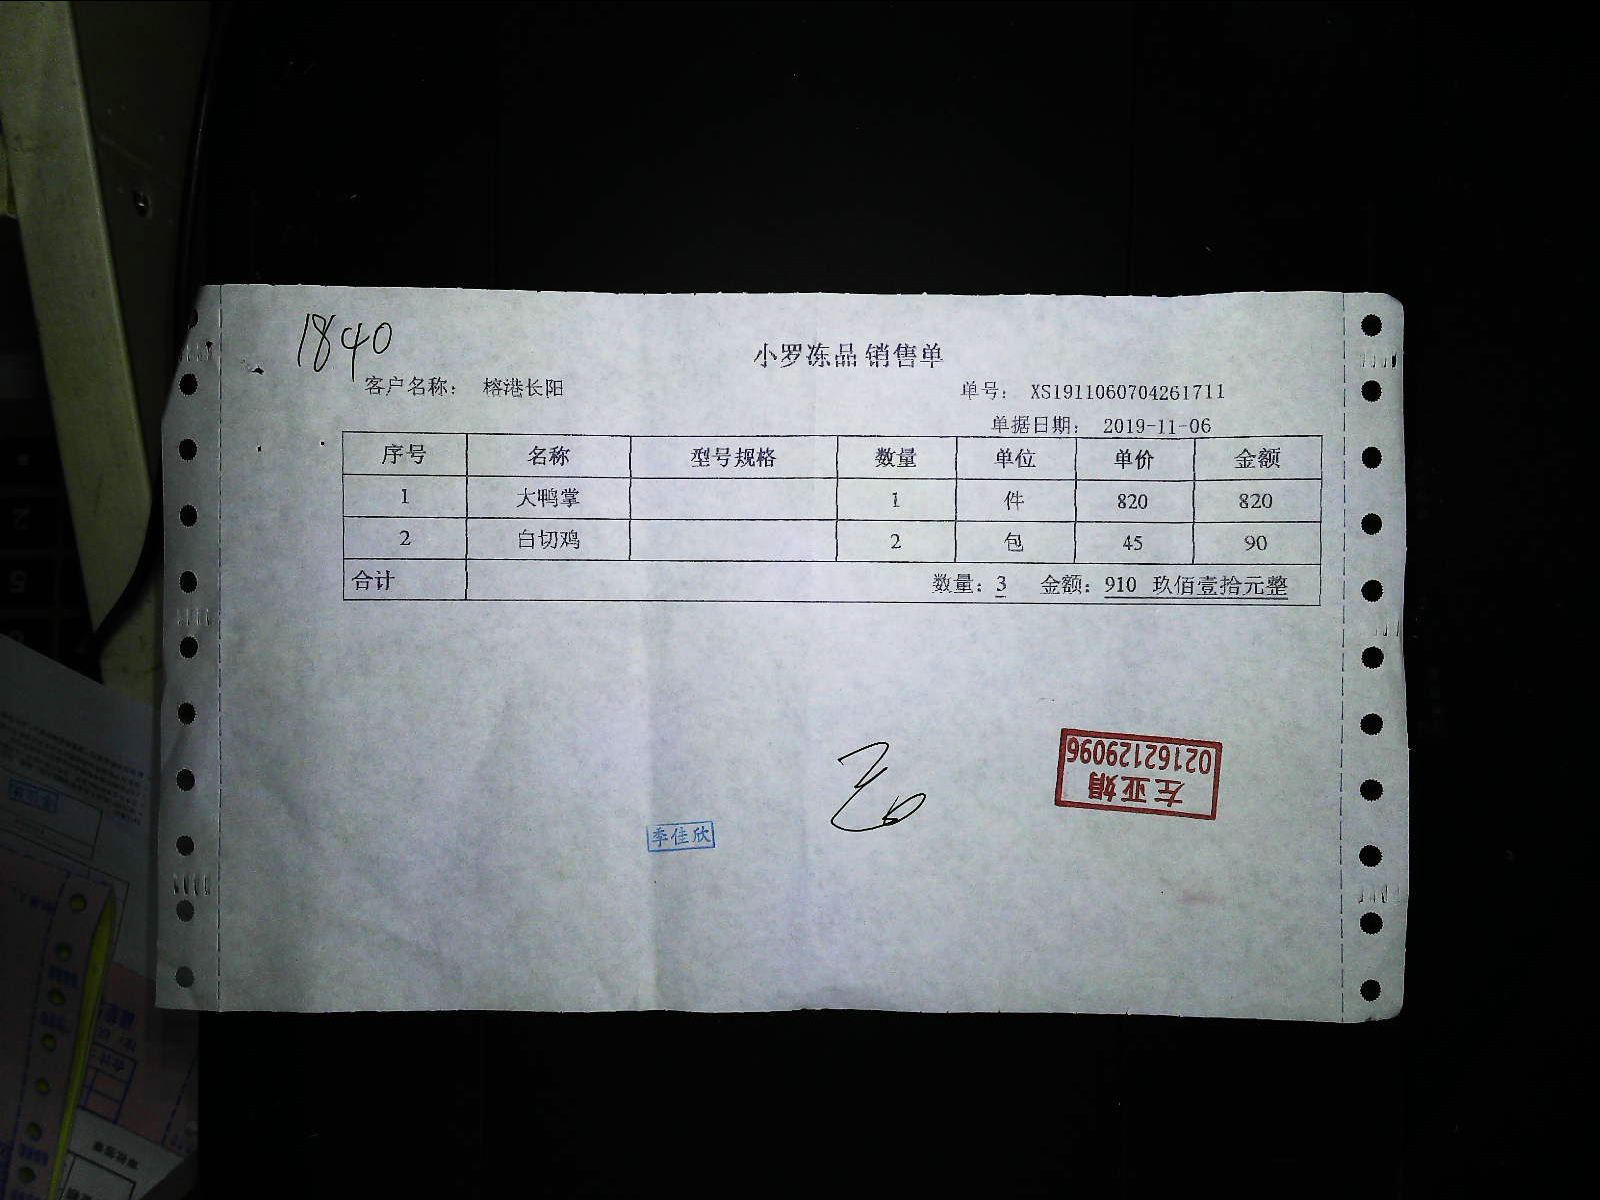 1840
小罗冻品 销售单
客户名称： 榕港长阳
单号： XS1911060704261711
单据日期： 2019-11-06
序号 名称 型号规格 数量 单位 单价 金额
1 大鸭掌 1 件 820 820
2 白切鸡 2 包 45 90
合计 数量：3 金额：910 玖佰壹拾元整
左亚娟
02162129096
季佳欣